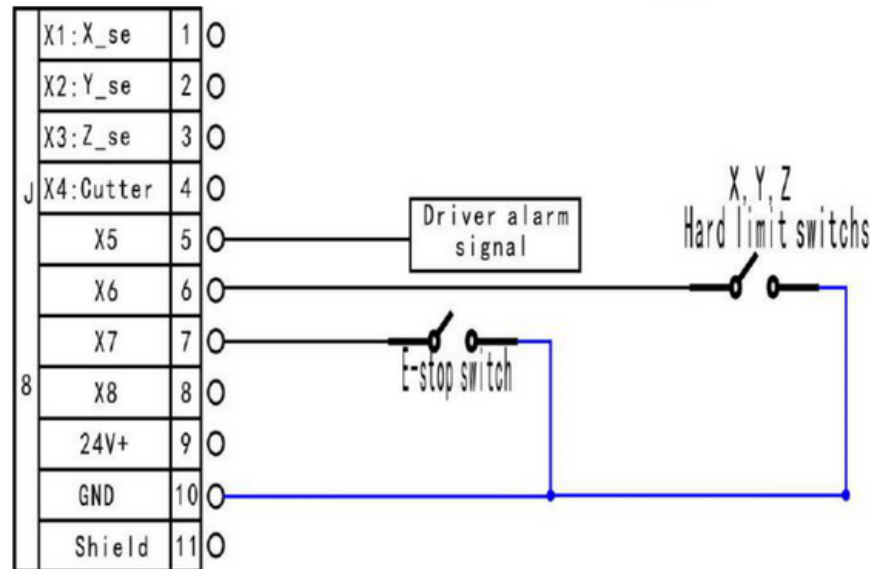 X1:X_se 1
X2:Y_se 2
X3:Z_se 3
J
X4:Cutter 4
X5 5
Driver alarm
signal
X, Y, Z
Hard limit switchs
X6 6
X7 7
E-stop switch
8
X8 8
24V+ 9
GND 10
Shield 11